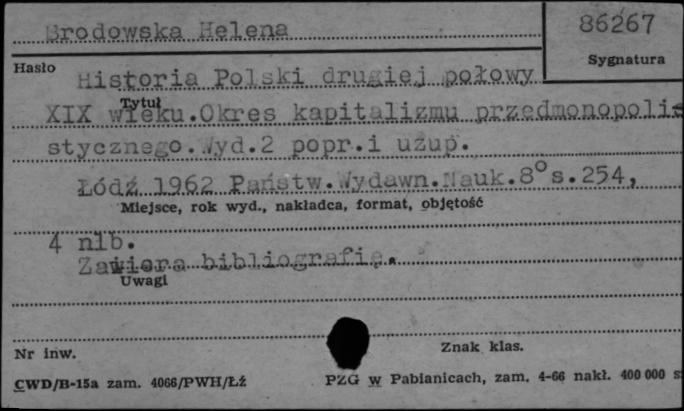 Brodowska Helena
86267
Sygnatura
Hasło
Historia Polski drugiej połowy
Tytuł
XIX wieku.Okres kapitalizmu przedmonopoli
stycznego.Wyd.2 popr.i uzup.
Łódź 1962 Państw.Wydawn.Nauk.8°s.254,
Miejsce, rok wyd., nakładca, format, objętość
4 nlb.
Zawiera bibliografię.
Uwagi
Nr inw.
Znak klas.
CWD/B-15a zam. 4066/PWH/Łź
PZG w Pabianicach, zam. 4-66 nakł. 400 000